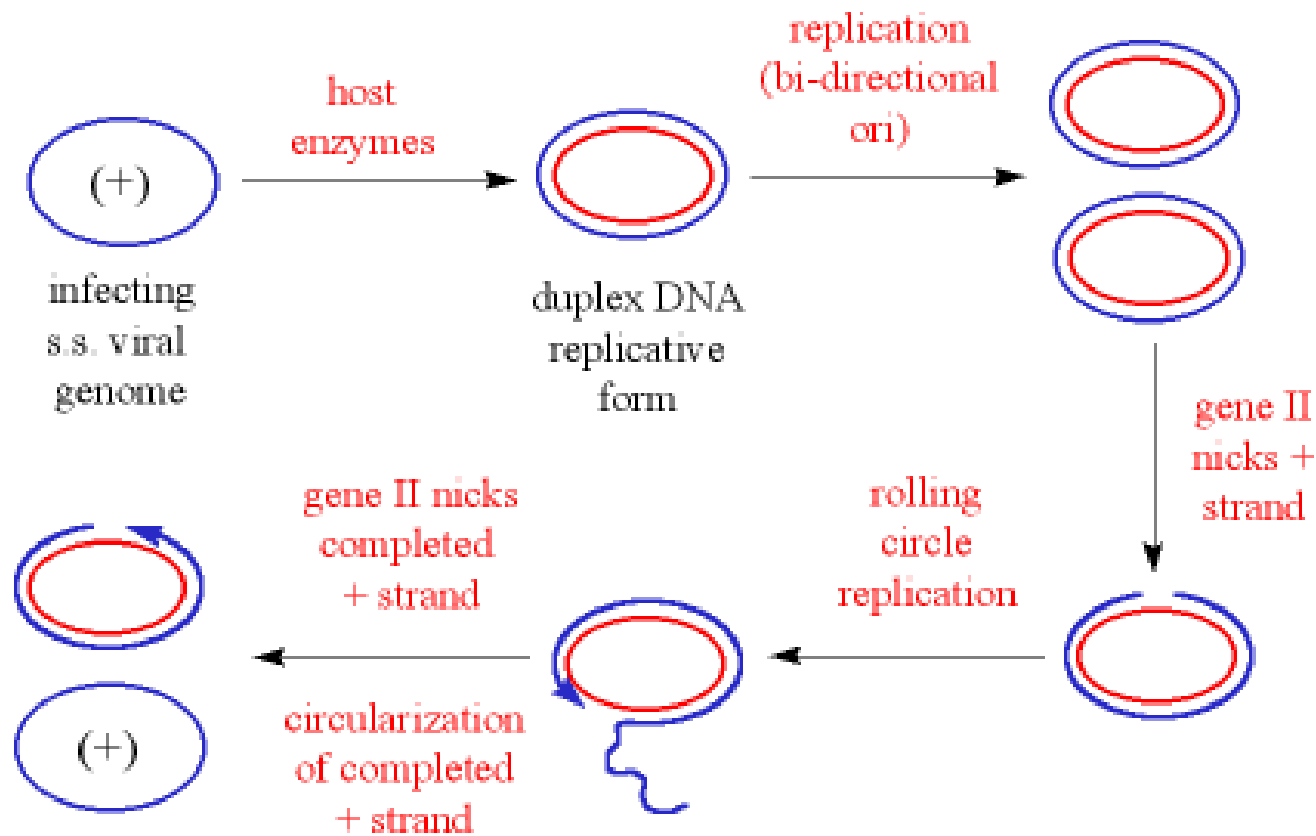 (+)
infecting
s.s. viral
genome
host
enzymes
duplex DNA
replicative
form
replication
(bi-directional
ori)
gene II
nicks +
strand
rolling
circle
replication
gene II nicks
completed
+ strand
circularization
of completed
+ strand
(+)